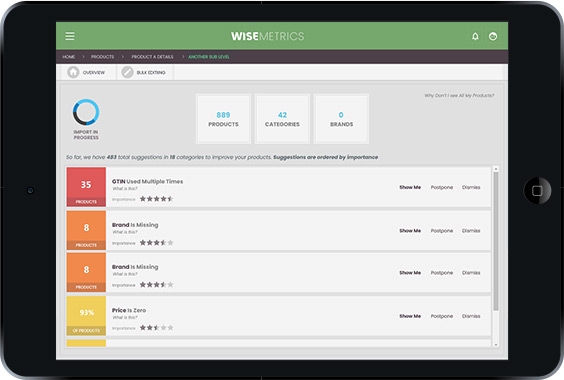 WISEMETRICS
HOME > PRODUCTS > PRODUCT A DETAILS > ANOTHER SUB LEVEL
OVERVIEW BULK EDITING
Why Don't I see All My Products?
889 42 0
PRODUCTS CATEGORIES BRANDS
IMPORT IN
PROGRESS
So far, we have 483 total suggestions in 18 categories to improve your products. Suggestions are ordered by importance
35
PRODUCTS
GTIN Used Multiple Times
What is this?
Importance
Show Me Postpone Dismiss
8
PRODUCTS
Brand Is Missing
What is this?
Importance
Show Me Postpone Dismiss
8
PRODUCTS
Brand Is Missing
What is this?
Importance
Show Me Postpone Dismiss
93%
OF PRODUCTS
Price Is Zero
What is this?
Importance
Show Me Postpone Dismiss